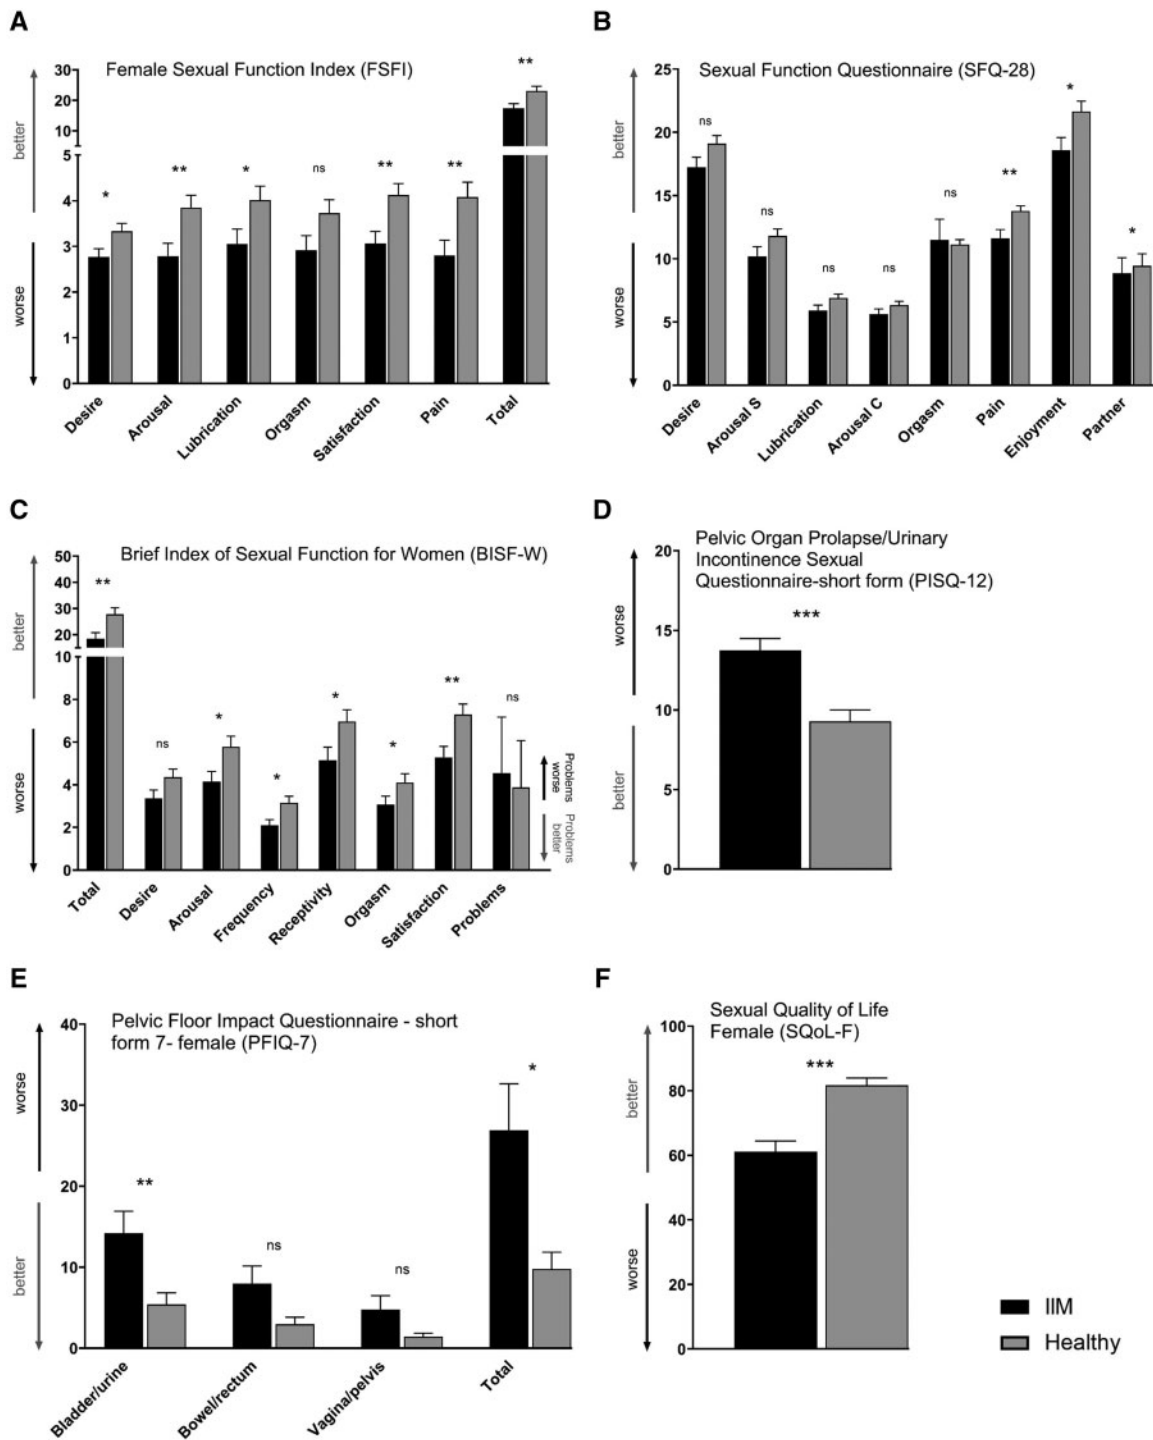 A
Female Sexual Function Index (FSFI)
better
worse
30
20
10
5
4
3
2
1
0
*
**
*
ns
**
**
**
Desire
Arousal
Lubrication
Orgasm
Satisfaction
Pain
Total
B
Sexual Function Questionnaire (SFQ-28)
better
worse
25
20
15
10
5
0
ns
ns
ns
ns
ns
**
*
*
Desire
Arousal S
Lubrication
Arousal C
Orgasm
Pain
Enjoyment
Partner
C
Brief Index of Sexual Function for Women (BISF-W)
better
worse
50
40
30
20
10
8
6
4
2
0
**
ns
*
*
*
*
**
ns
Problems
worse
Problems
better
Total
Desire
Arousal
Frequency
Receptivity
Orgasm
Satisfaction
Problems
D
Pelvic Organ Prolapse/Urinary
Incontinence Sexual
Questionnaire-short form (PISQ-12)
worse
better
20
15
10
5
0
***
E
Pelvic Floor Impact Questionnaire - short
form 7- female (PFIQ-7)
worse
better
40
30
20
10
0
**
ns
ns
*
Bladder/urine
Bowel/rectum
Vagina/pelvis
Total
F
Sexual Quality of Life
Female (SQoL-F)
better
worse
100
80
60
40
20
0
***
IIM
Healthy